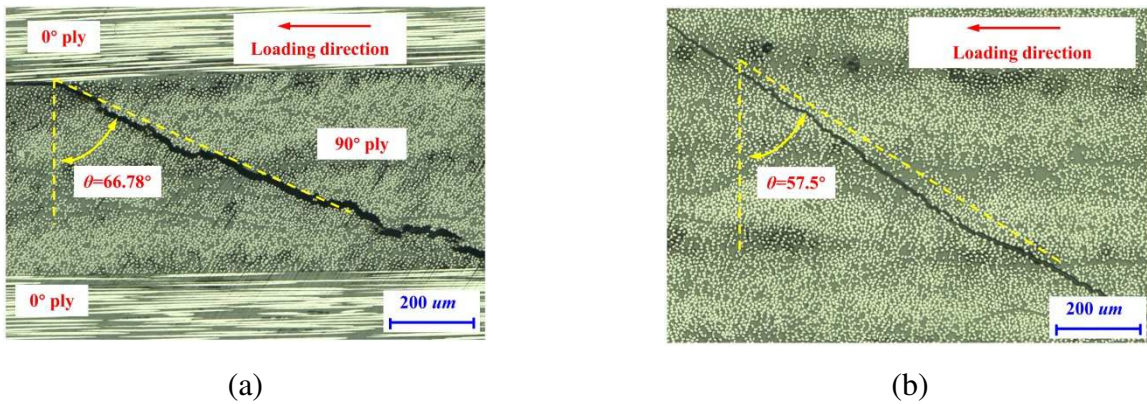 0° ply
Loading direction
90° ply
θ=66.78°
0° ply
200 um
(a)
Loading direction
θ=57.5°
200 um
(b)